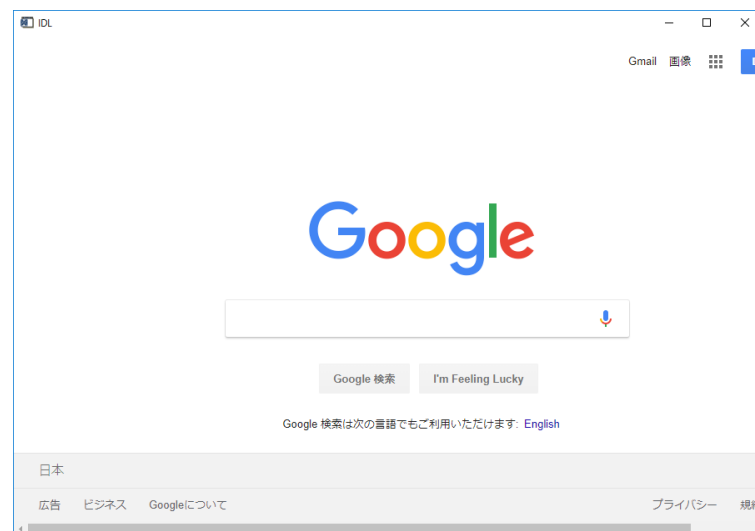 IDL
Gmail 画像
Google
Google 検索 I'm Feeling Lucky
Google 検索は次の言語でもご利用いただけます: English
日本
広告 ビジネス Googleについて プライバシー